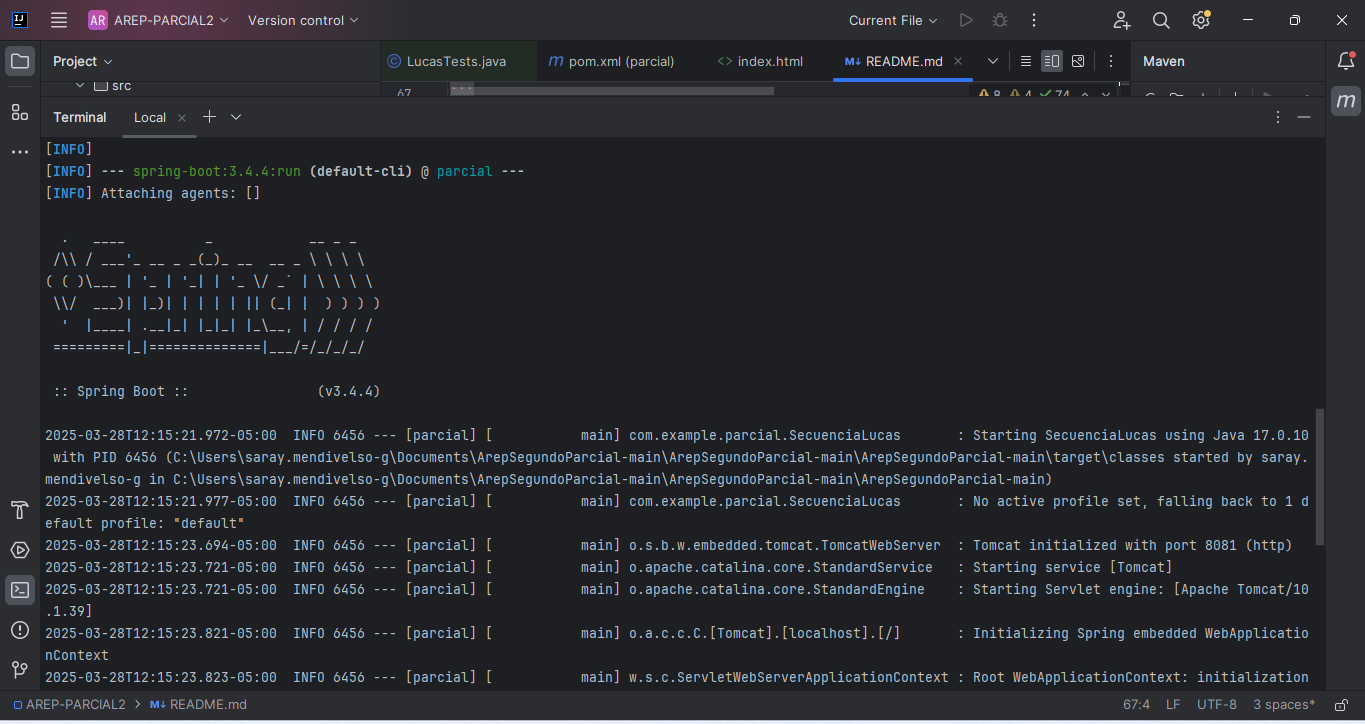 AR AREP-PARCIAL2 Version control Current File
Project LucasTests.java m pom.xml (parcial) <> index.html M↓ README.md Maven
src 67 ``` 8 4 74
Terminal Local
[INFO]
[INFO] --- spring-boot:3.4.4:run (default-cli) @ parcial ---
[INFO] Attaching agents: []
  .   ____          _            __ _ _
 /\\ / ___'_ __ _ _(_)_ __  __ _ \ \ \ \
( ( )\___ | '_ | '_| | '_ \/ _` | \ \ \ \
 \\/  ___)| |_)| | | | | || (_| |  ) ) ) )
  '  |____| .__|_| |_|_| |_\__, | / / / /
 =========|_|==============|___/=/_/_/_/
 :: Spring Boot ::                (v3.4.4)
2025-03-28T12:15:21.972-05:00  INFO 6456 --- [parcial] [           main] com.example.parcial.SecuenciaLucas       : Starting SecuenciaLucas using Java 17.0.10
 with PID 6456 (C:\Users\saray.mendivelso-g\Documents\ArepSegundoParcial-main\ArepSegundoParcial-main\ArepSegundoParcial-main\target\classes started by saray.
mendivelso-g in C:\Users\saray.mendivelso-g\Documents\ArepSegundoParcial-main\ArepSegundoParcial-main\ArepSegundoParcial-main)
2025-03-28T12:15:21.977-05:00  INFO 6456 --- [parcial] [           main] com.example.parcial.SecuenciaLucas       : No active profile set, falling back to 1 d
efault profile: "default"
2025-03-28T12:15:23.694-05:00  INFO 6456 --- [parcial] [           main] o.s.b.w.embedded.tomcat.TomcatWebServer  : Tomcat initialized with port 8081 (http)
2025-03-28T12:15:23.721-05:00  INFO 6456 --- [parcial] [           main] o.apache.catalina.core.StandardService   : Starting service [Tomcat]
2025-03-28T12:15:23.721-05:00  INFO 6456 --- [parcial] [           main] o.apache.catalina.core.StandardEngine    : Starting Servlet engine: [Apache Tomcat/10
.1.39]
2025-03-28T12:15:23.821-05:00  INFO 6456 --- [parcial] [           main] o.a.c.c.C.[Tomcat].[localhost].[/]       : Initializing Spring embedded WebApplicatio
nContext
2025-03-28T12:15:23.823-05:00  INFO 6456 --- [parcial] [           main] w.s.c.ServletWebServerApplicationContext : Root WebApplicationContext: initialization
AREP-PARCIAL2 > M↓ README.md 67:4 LF UTF-8 3 spaces*